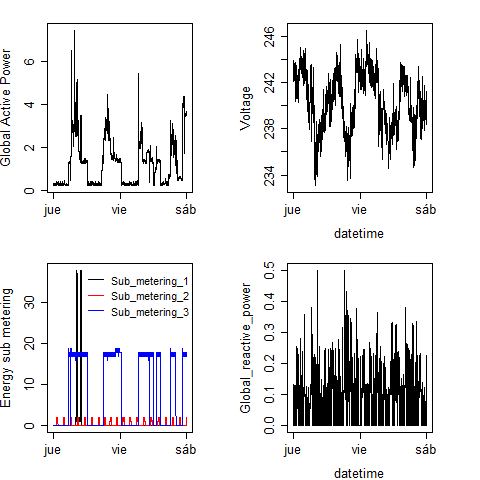 Global Active Power
6
4
2
0
jue
vie
sáb
Voltage
246
242
238
234
jue
vie
sáb
datetime
Energy sub metering
30
20
10
0
Sub_metering_1
Sub_metering_2
Sub_metering_3
jue
vie
sáb
Global_reactive_power
0.5
0.4
0.3
0.2
0.1
0.0
jue
vie
sáb
datetime